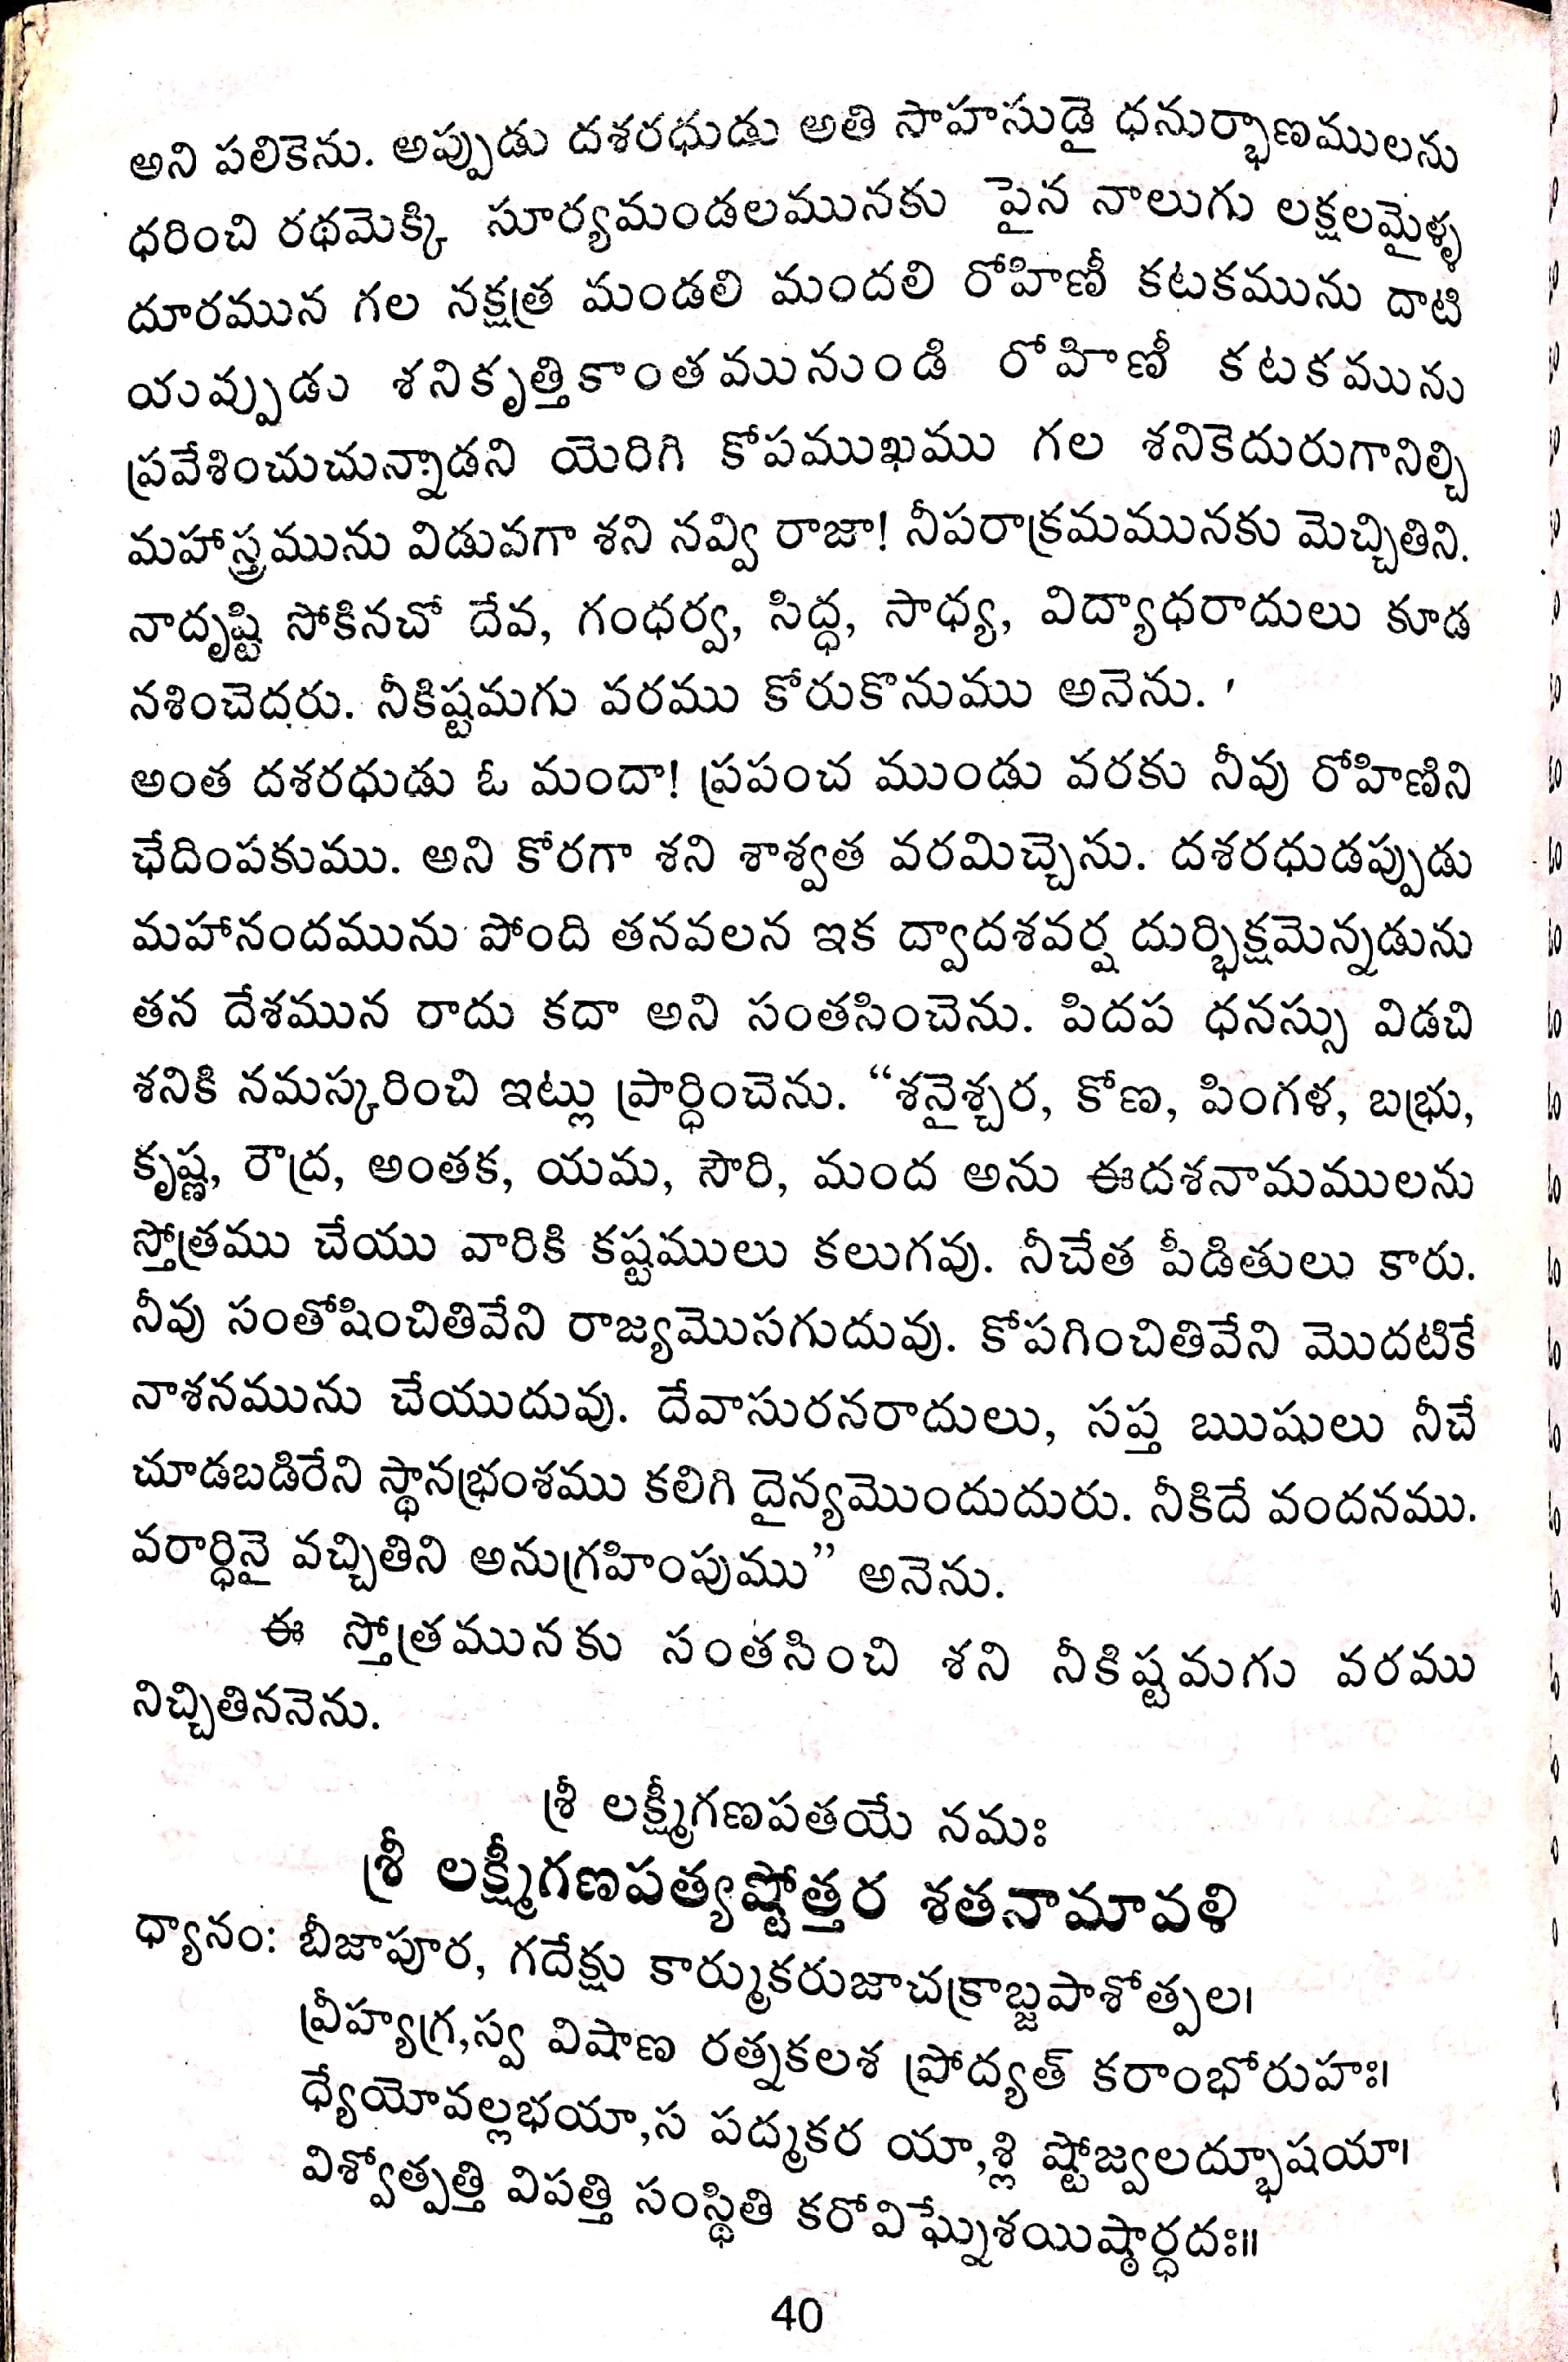 అని పలికెను. అప్పుడు దశరధుడు అతి సాహసుడై ధనుర్భాణములను
ధరించి రథమెక్కి సూర్యమండలమునకు పైన నాలుగు లక్షలమైళ్ళ
దూరమున గల నక్షత్ర మండలి మందలి రోహిణీ కటకమును దాటి
యవ్పుడు శనికృత్తికాంతమునుండి రోహిణీ కటకమును
ప్రవేశించుచున్నాడని యెరిగి కోపముఖము గల శనికెదురుగానిల్చి
మహాస్త్రమును విడువగా శని నవ్వి రాజా! నీపరాక్రమమునకు మెచ్చితిని.
నాదృష్టి సోకినచో దేవ, గంధర్వ, సిద్ధ, సాధ్య, విద్యాధరాదులు కూడ
నశించెదరు. నీకిష్టమగు వరము కోరుకొనుము అనెను. '
అంత దశరధుడు ఓ మందా! ప్రపంచ ముండు వరకు నీవు రోహిణిని
ఛేదింపకుము. అని కోరగా శని శాశ్వత వరమిచ్చెను. దశరధుడప్పుడు
మహానందమును పోంది తనవలన ఇక ద్వాదశవర్ష దుర్భిక్షమెన్నడును
తన దేశమున రాదు కదా అని సంతసించెను. పిదప ధనస్సు విడచి
శనికి నమస్కరించి ఇట్లు ప్రార్ధించెను. “శనైశ్చర, కోణ, పింగళ, బభ్రు,
కృష్ణ, రౌద్ర, అంతక, యమ, సౌరి, మంద అను ఈదశనామములను
స్తోత్రము చేయు వారికి కష్టములు కలుగవు. నీచేత పీడితులు కారు.
నీవు సంతోషించితివేని రాజ్యమొసగుదువు. కోపగించితివేని మొదటికే
నాశనమును చేయుదువు. దేవాసురనరాదులు, సప్త ఋషులు నీచే
చూడబడిరేని స్థానభ్రంశము కలిగి దైన్యమొందుదురు. నీకిదే వందనము.
వరార్ధినై వచ్చితిని అనుగ్రహింపుము” అనెను.
ఈ స్తోత్రమునకు సంతసించి శని నీకిష్టమగు వరము
నిచ్చితిననెను.
శ్రీ లక్ష్మీగణపతయే నమః
శ్రీ లక్ష్మీగణపత్యష్టోత్తర శతనామావళి
ధ్యానం: బీజాపూర, గదేక్షు కార్ముకరుజాచక్రాబ్జపాశోత్పల।
వ్రీహ్యగ్ర,స్వ విషాణ రత్నకలశ ప్రోద్యత్ కరాంభోరుహః।
ధ్యేయోవల్లభయా,స పద్మకర యా,శ్లి ష్టోజ్వలద్భూషయా।
విశ్వోత్పత్తి విపత్తి సంస్థితి కరోవిఘ్నేశయిష్ఠార్ధదః॥
40